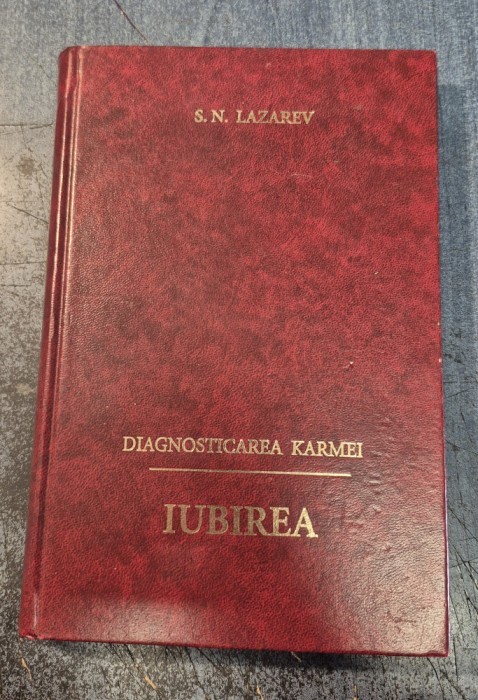 S. N. LAZAREV
DIAGNOSTICAREA KARMEI
IUBIREA